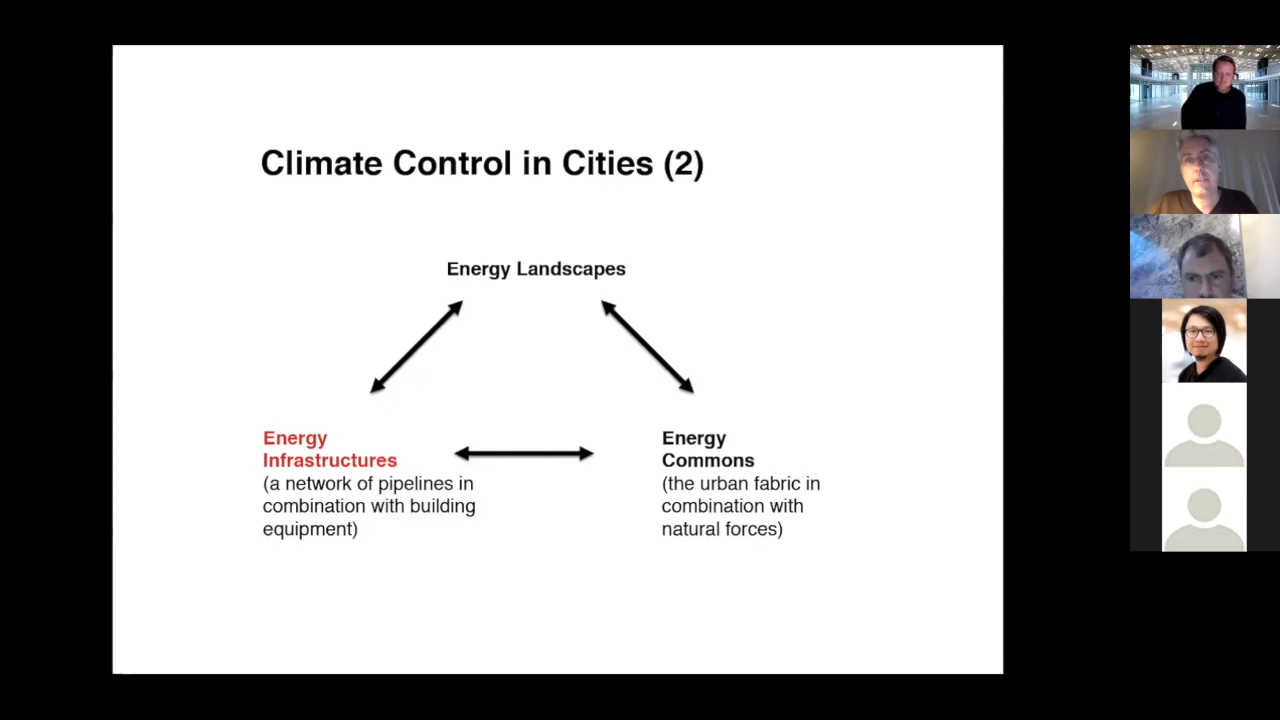 Climate Control in Cities (2)
Energy Landscapes
Energy
Infrastructures
(a network of pipelines in
combination with building
equipment)
Energy
Commons
(the urban fabric in
combination with
natural forces)